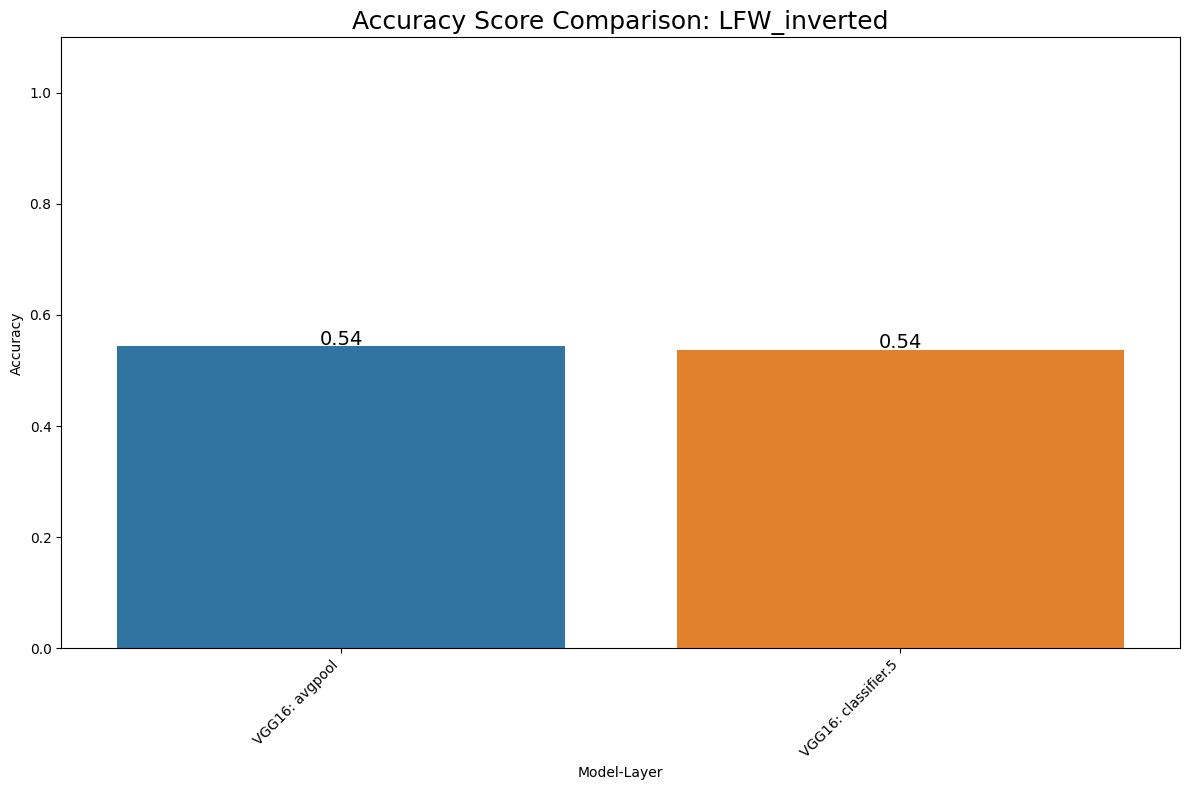 Accuracy Score Comparison: LFW_inverted
Accuracy
1.0
0.8
0.6
0.4
0.2
0.0
0.54
0.54
VGG16: avgpool
VGG16: classifier.5
Model-Layer